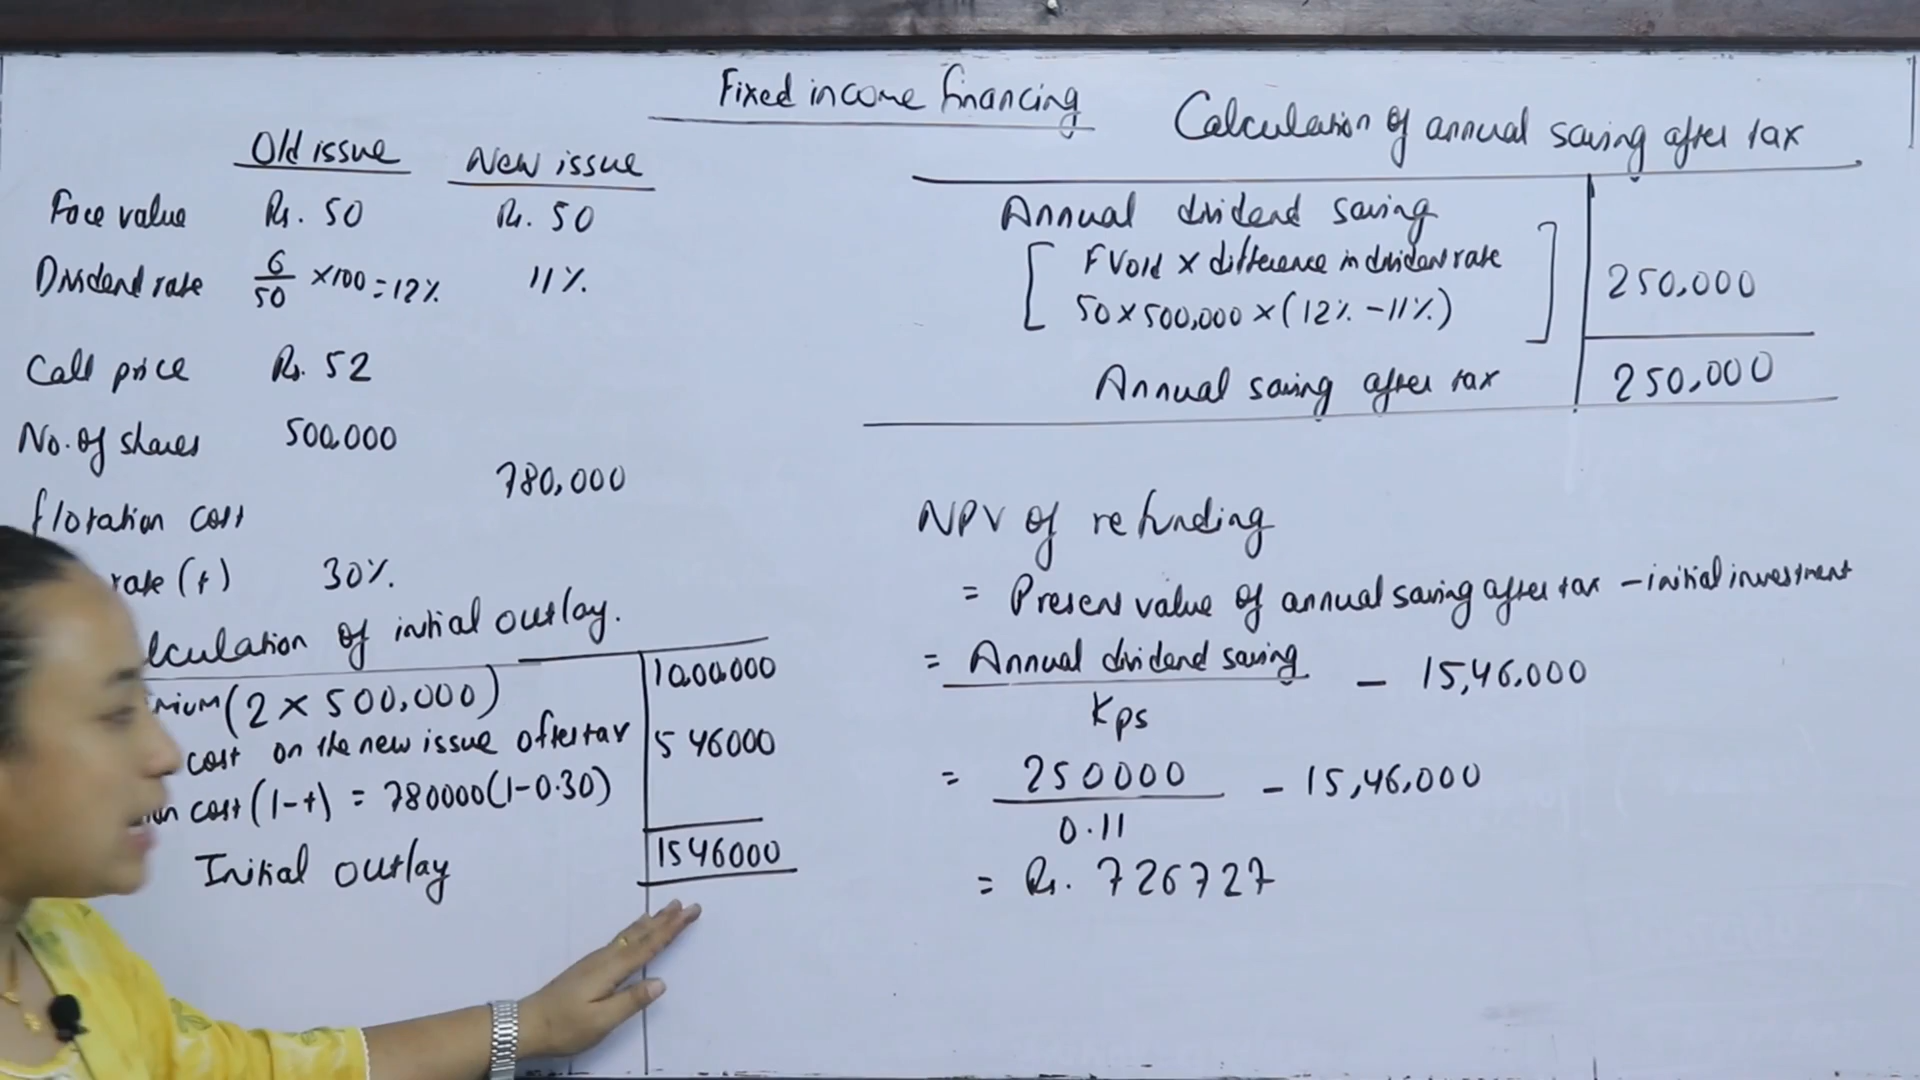 Fixed income financing
Old issue New issue
Face value Rs. 50 Rs. 50
Dividend rate 6/50 ×100 = 12% 11%
Call price Rs. 52
No. of shares 500,000
780,000
flotation cost
rate (t) 30%.
lculation of initial outlay.
mium (2 × 500,000) 10,00,000
cost on the new issue after tax 546000
on cost (1-t) = 780000 (1-0.30)
Initial outlay 1546000
Calculation of annual saving after tax
Annual dividend saving
[ FVold × difference in dividend rate
50 × 500,000 × (12% - 11%) ] 250,000
Annual saving after tax 250,000
NPV of refunding
= Present value of annual saving after tax - initial investment
= Annual dividend saving / Kps - 15,46,000
= 250000 / 0.11 - 15,46,000
= Rs. 726727